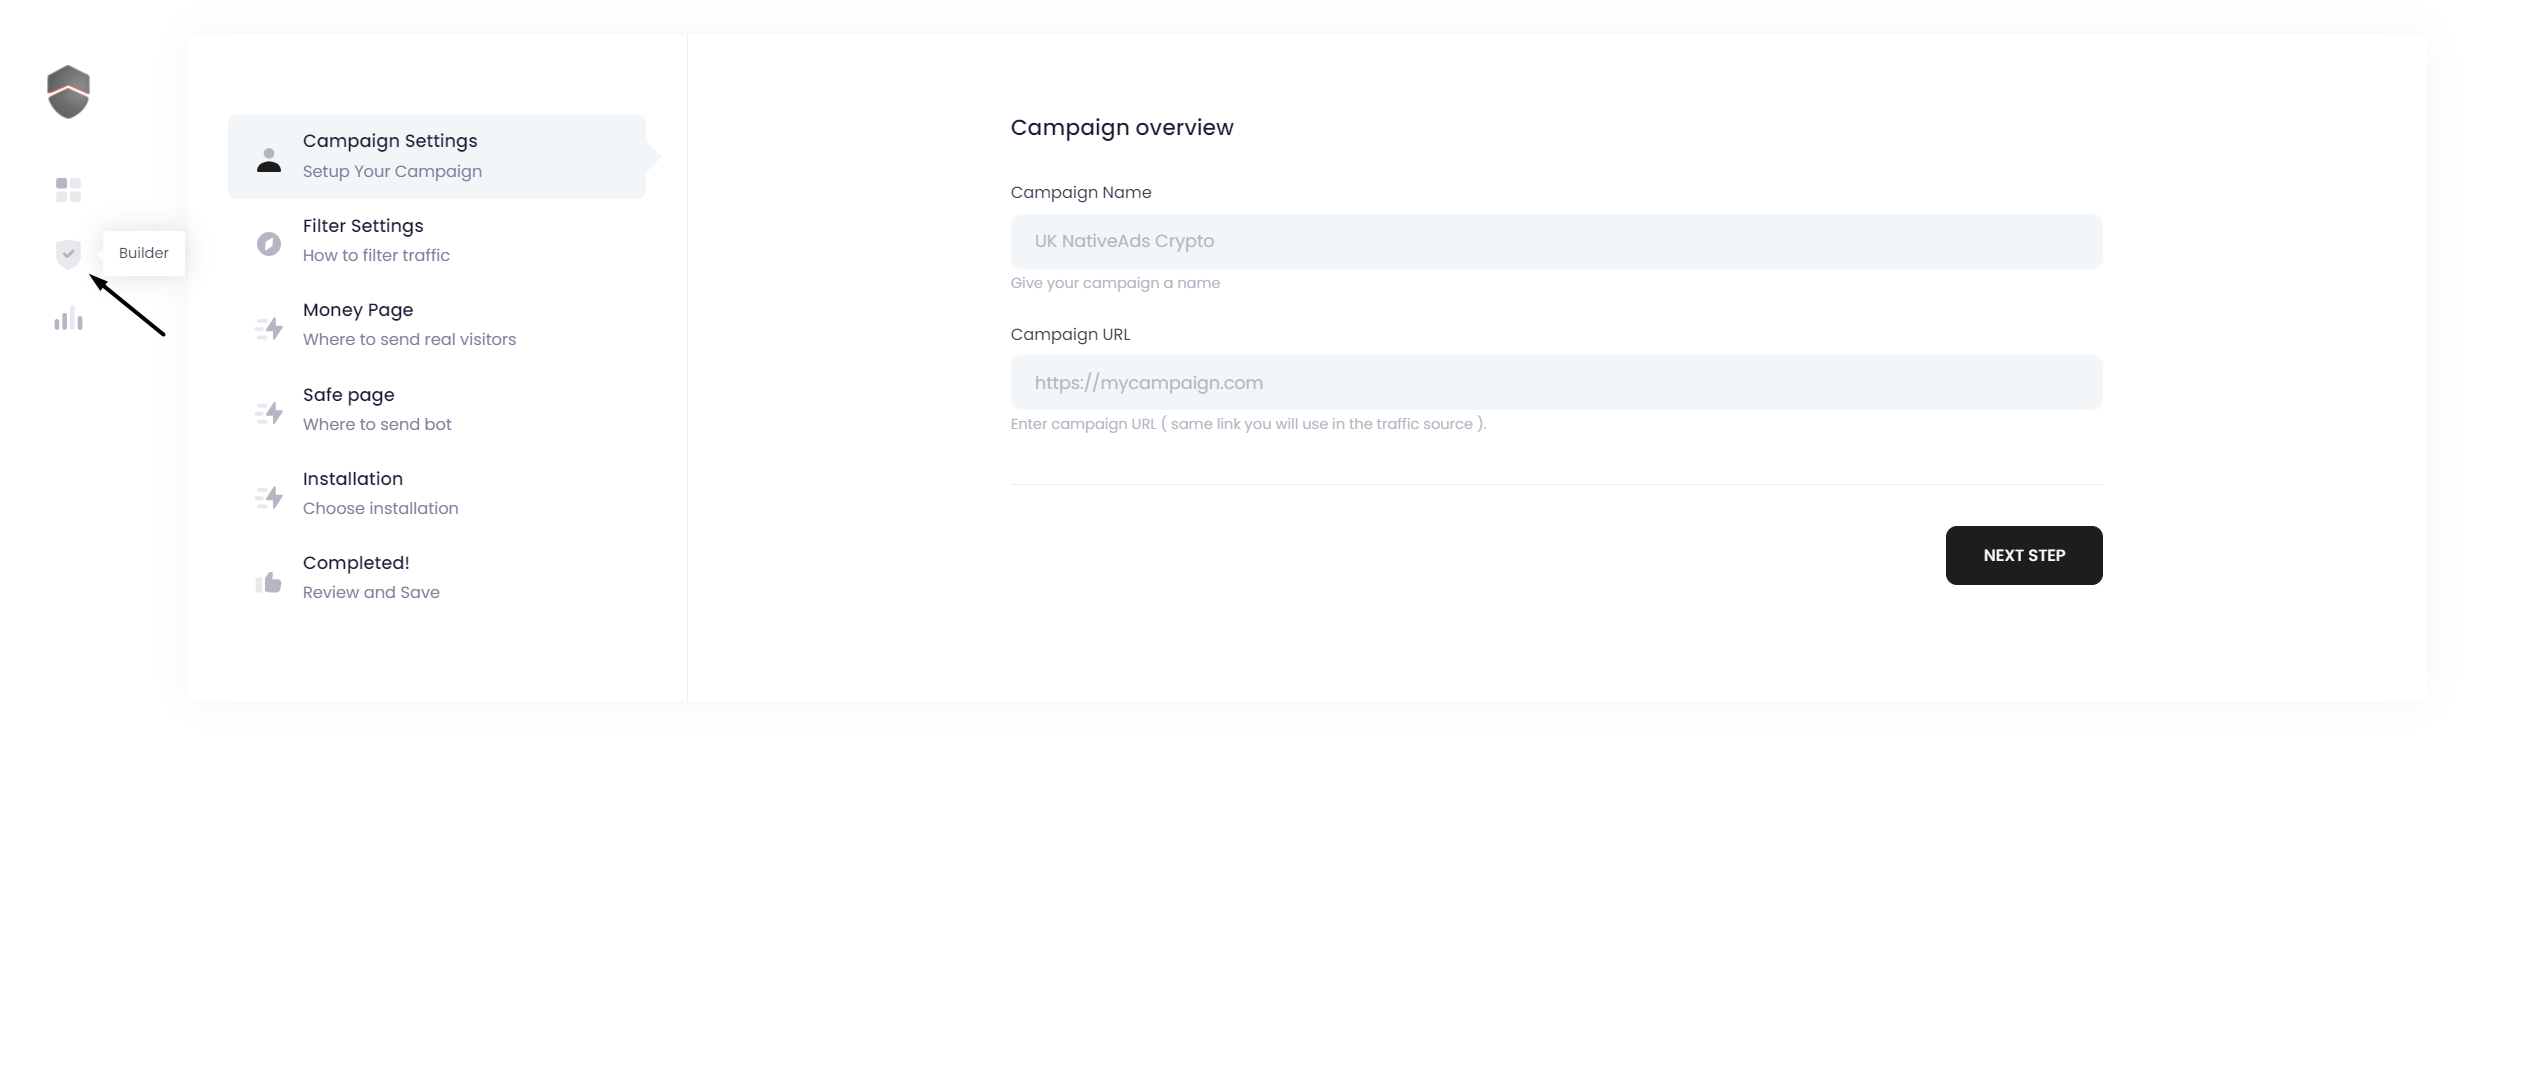 Builder
Campaign Settings
Setup Your Campaign
Filter Settings
How to filter traffic
Money Page
Where to send real visitors
Safe page
Where to send bot
Installation
Choose installation
Completed!
Review and Save
Campaign overview
Campaign Name
UK NativeAds Crypto
Give your campaign a name
Campaign URL
https://mycampaign.com
Enter campaign URL ( same link you will use in the traffic source ).
NEXT STEP